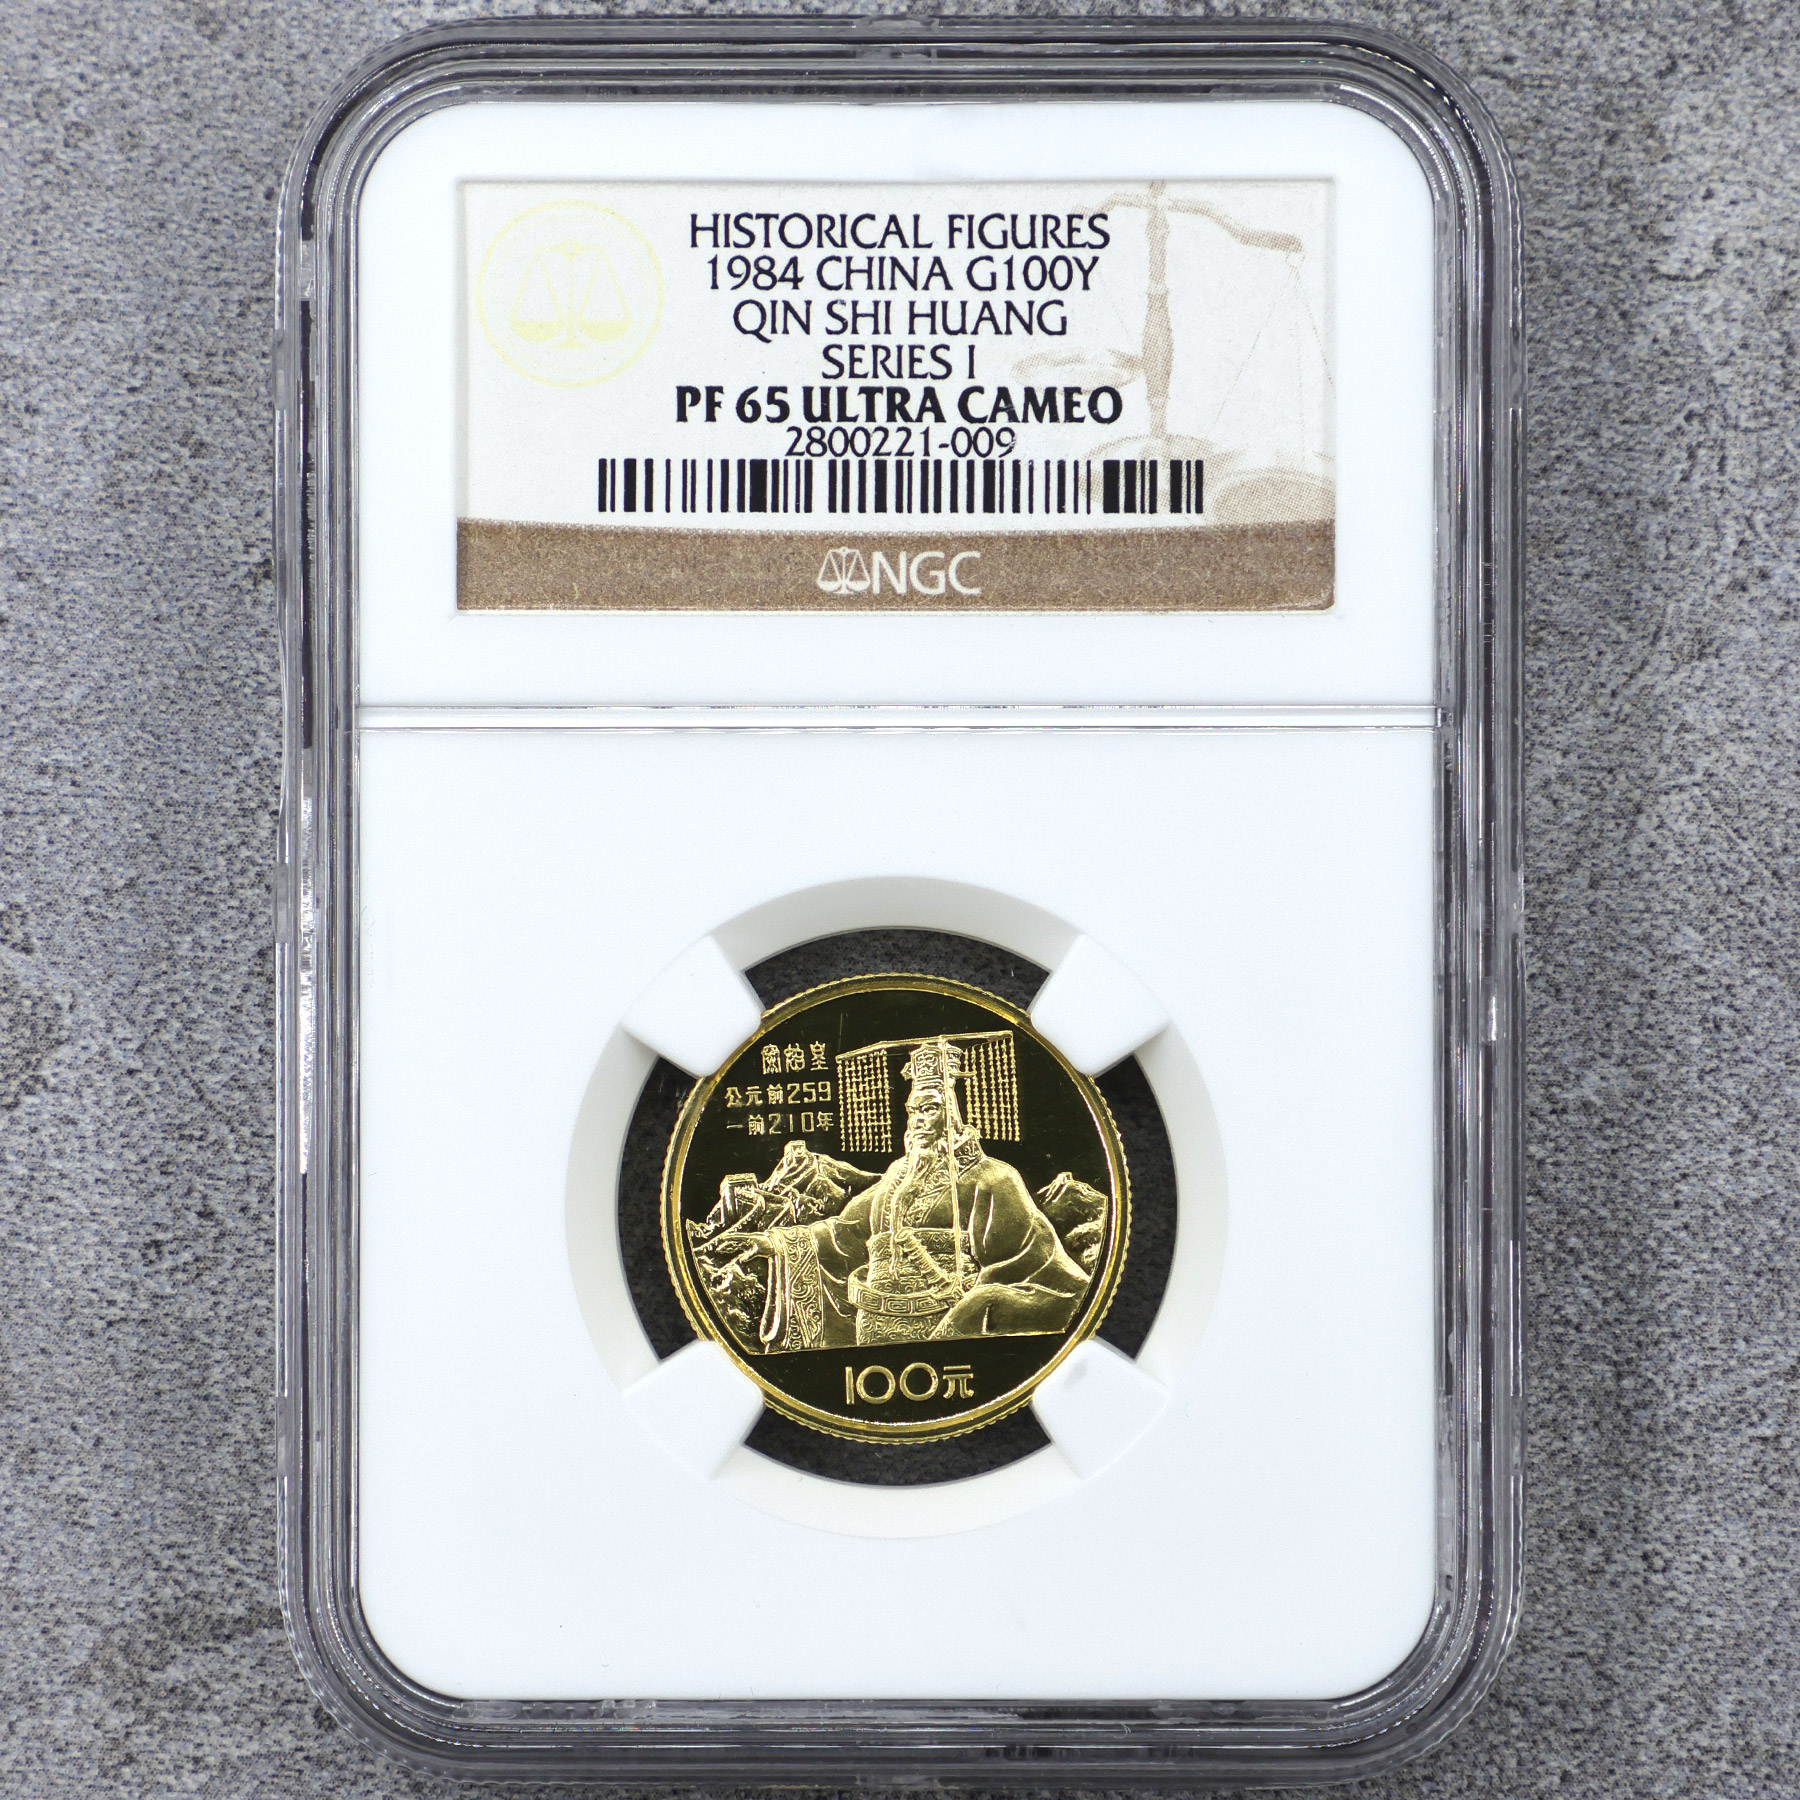 HISTORICAL FIGURES
1984 CHINA G100Y
QIN SHI HUANG
SERIES I
PF 65 ULTRA CAMEO
2800221-009
NGC
秦始皇
公元前259
—前210年
100元